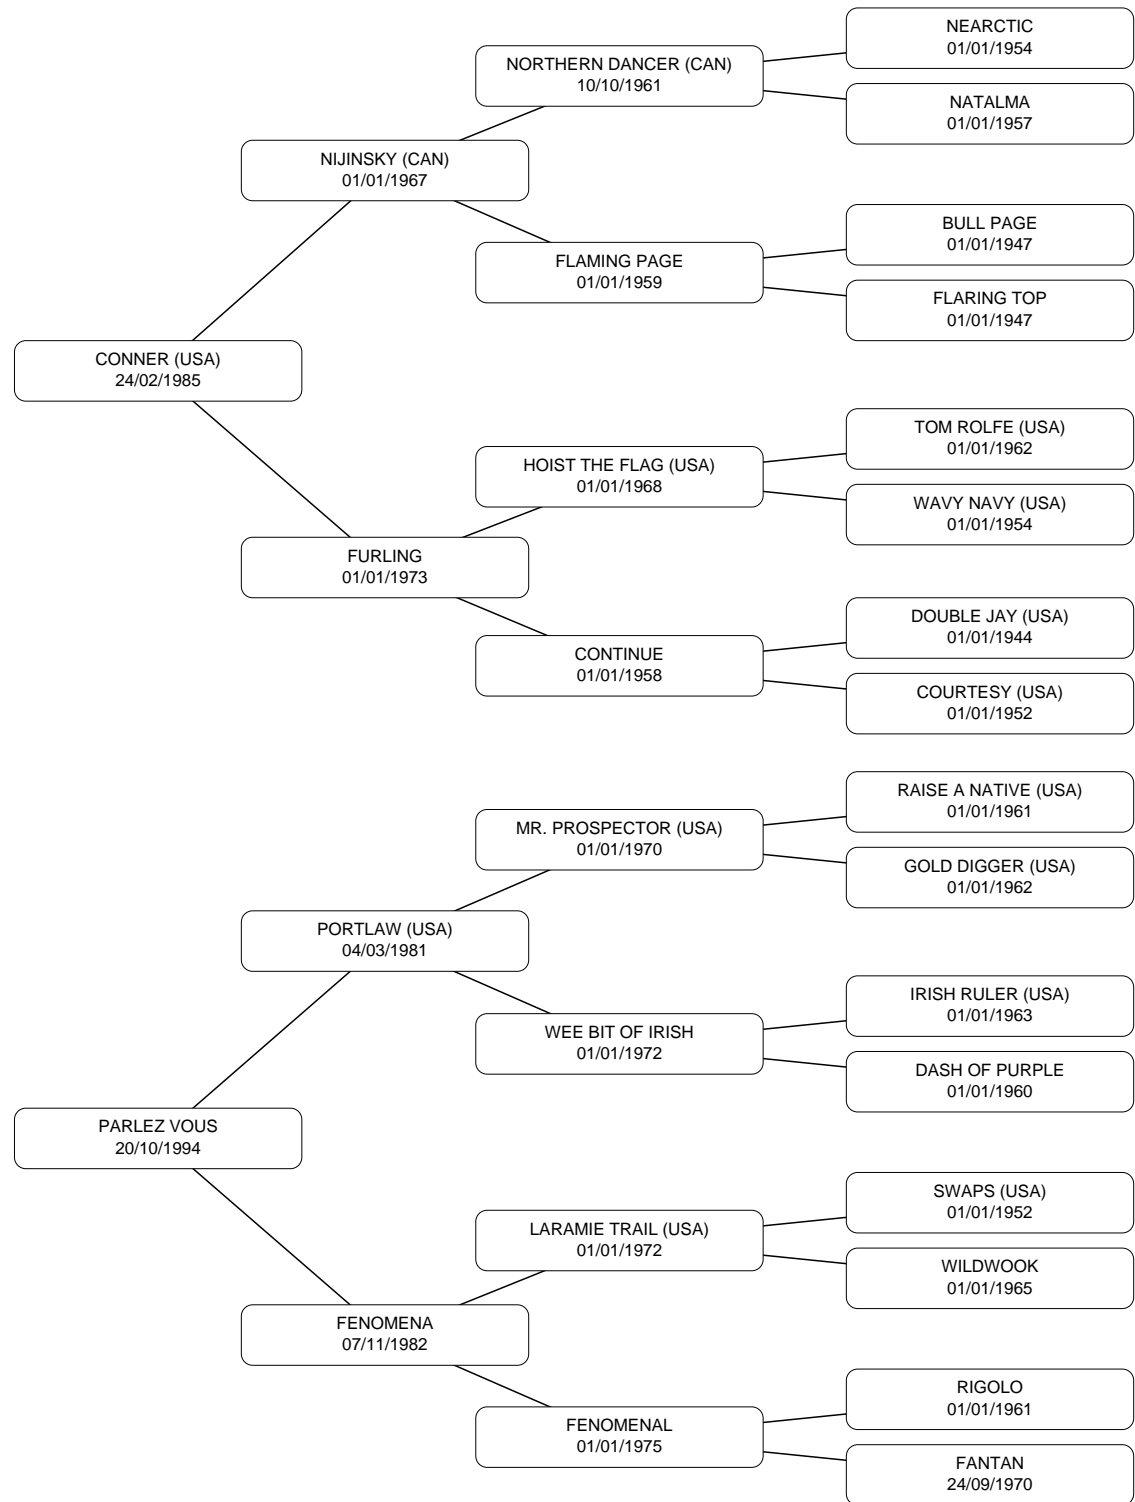 NEARCTIC
01/01/1954
NORTHERN DANCER (CAN)
10/10/1961
NATALMA
01/01/1957
NIJINSKY (CAN)
01/01/1967
BULL PAGE
01/01/1947
FLAMING PAGE
01/01/1959
FLARING TOP
01/01/1947
CONNER (USA)
24/02/1985
TOM ROLFE (USA)
01/01/1962
HOIST THE FLAG (USA)
01/01/1968
WAVY NAVY (USA)
01/01/1954
FURLING
01/01/1973
DOUBLE JAY (USA)
01/01/1944
CONTINUE
01/01/1958
COURTESY (USA)
01/01/1952
RAISE A NATIVE (USA)
01/01/1961
MR. PROSPECTOR (USA)
01/01/1970
GOLD DIGGER (USA)
01/01/1962
PORTLAW (USA)
04/03/1981
IRISH RULER (USA)
01/01/1963
WEE BIT OF IRISH
01/01/1972
DASH OF PURPLE
01/01/1960
PARLEZ VOUS
20/10/1994
SWAPS (USA)
01/01/1952
LARAMIE TRAIL (USA)
01/01/1972
WILDWOOK
01/01/1965
FENOMENA
07/11/1982
RIGOLO
01/01/1961
FENOMENAL
01/01/1975
FANTAN
24/09/1970